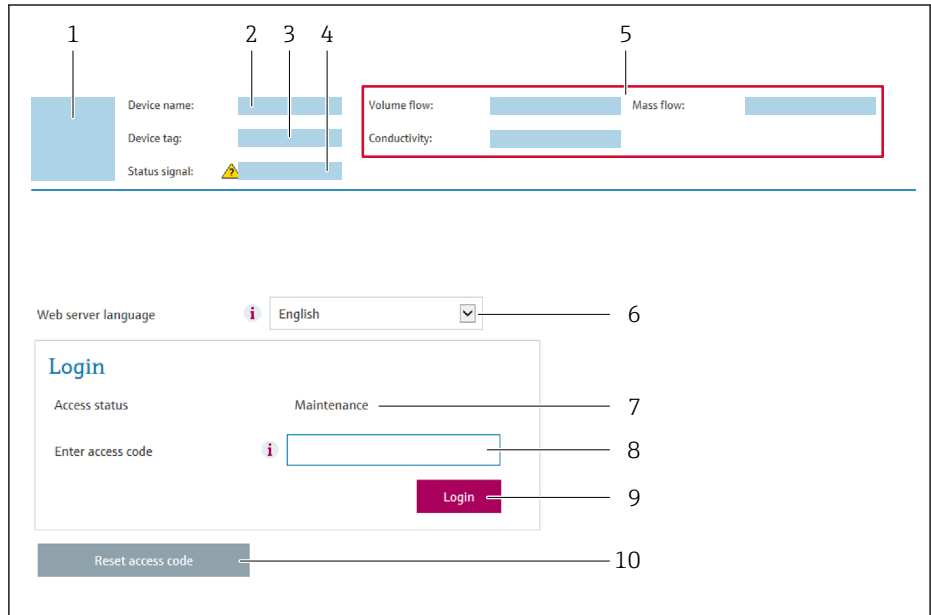 1 2 3 4 5
Device name: Volume flow: Mass flow:
Device tag: Conductivity:
Status signal: ?
Web server language i English 6
Login
Access status Maintenance 7
Enter access code i 8
Login 9
Reset access code 10